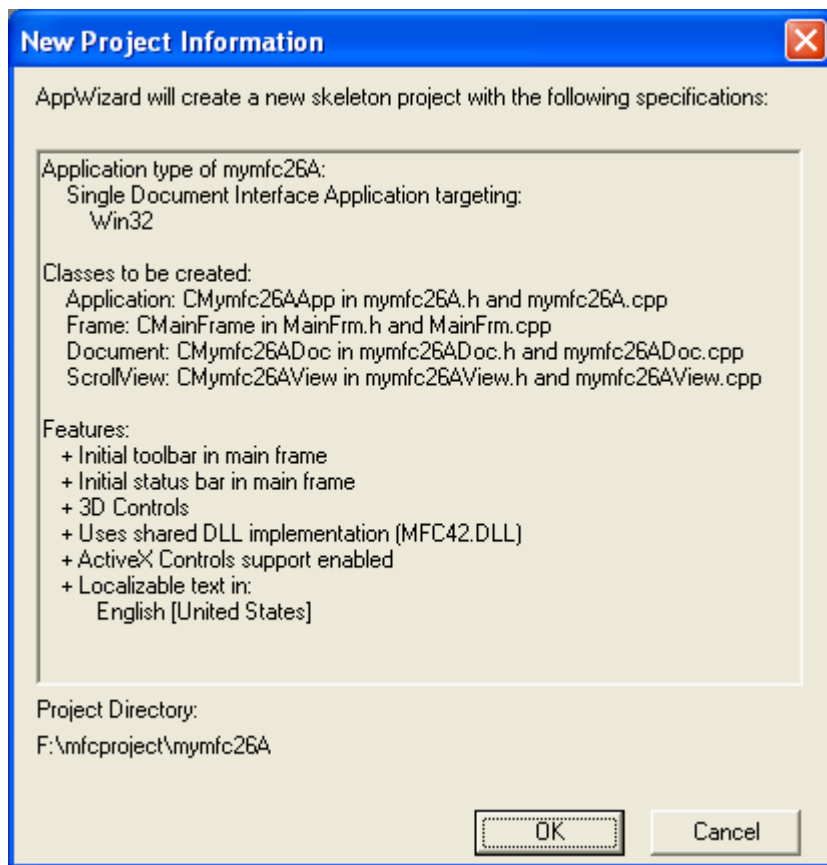 New Project Information
AppWizard will create a new skeleton project with the following specifications:
Application type of mymfc26A:
Single Document Interface Application targeting:
Win32
Classes to be created:
Application: CMymfc26AApp in mymfc26A.h and mymfc26A.cpp
Frame: CMainFrame in MainFrm.h and MainFrm.cpp
Document: CMymfc26ADoc in mymfc26ADoc.h and mymfc26ADoc.cpp
ScrollView: CMymfc26AView in mymfc26AView.h and mymfc26AView.cpp
Features:
+ Initial toolbar in main frame
+ Initial status bar in main frame
+ 3D Controls
+ Uses shared DLL implementation (MFC42.DLL)
+ ActiveX Controls support enabled
+ Localizable text in:
English [United States]
Project Directory:
F:\mfcproject\mymfc26A
OK Cancel